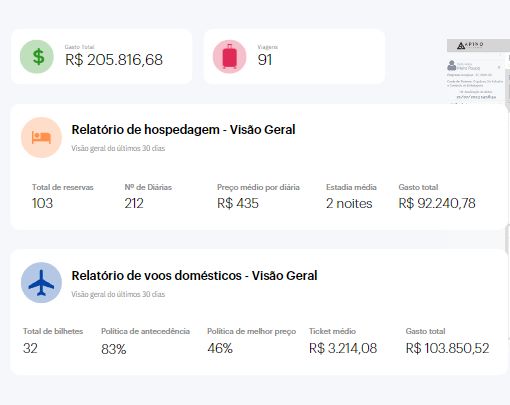 Gasto Total
R$ 205.816,68
Viagens
91
Relatório de hospedagem - Visão Geral
Visão geral do últimos 30 dias
Total de reservas
Nº de Diárias
Preço médio por diária
Estadia média
Gasto total
103
212
R$ 435
2 noites
R$ 92.240,78
Relatório de voos domésticos - Visão Geral
Visão geral do últimos 30 dias
Total de bilhetes
Política de antecedência
Política de melhor preço
Ticket médio
Gasto total
32
83%
46%
R$ 3.214,08
R$ 103.850,52